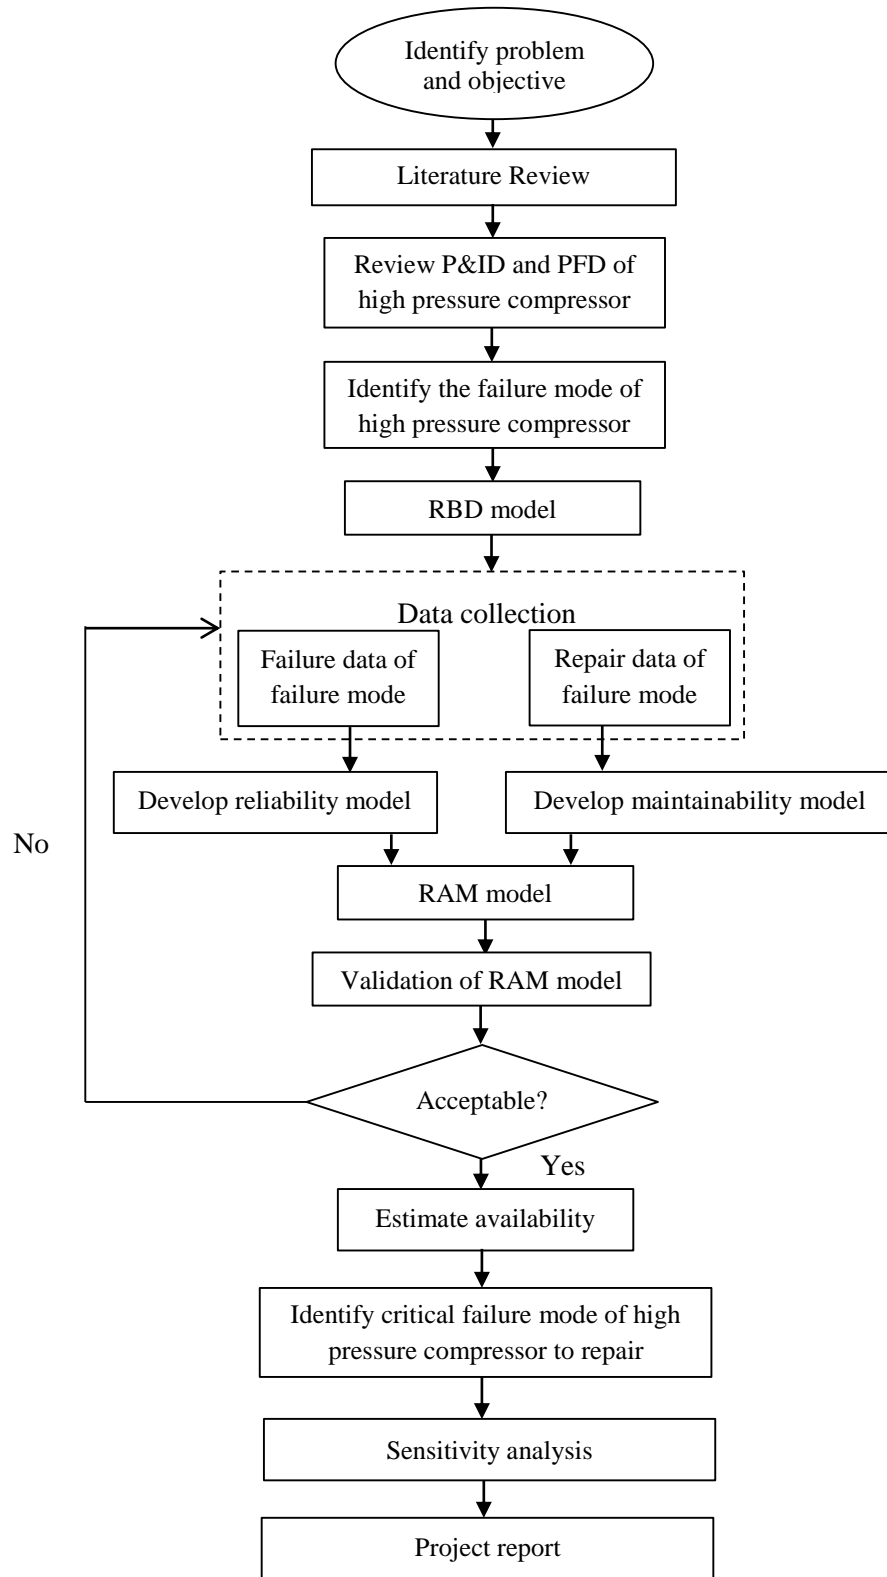 Identify problem
and objective
Literature Review
Review P&ID and PFD of
high pressure compressor
Identify the failure mode of
high pressure compressor
RBD model
Data collection
Failure data of
failure mode
Repair data of
failure mode
Develop reliability model
Develop maintainability model
No
RAM model
Validation of RAM model
Acceptable?
Yes
Estimate availability
Identify critical failure mode of high
pressure compressor to repair
Sensitivity analysis
Project report